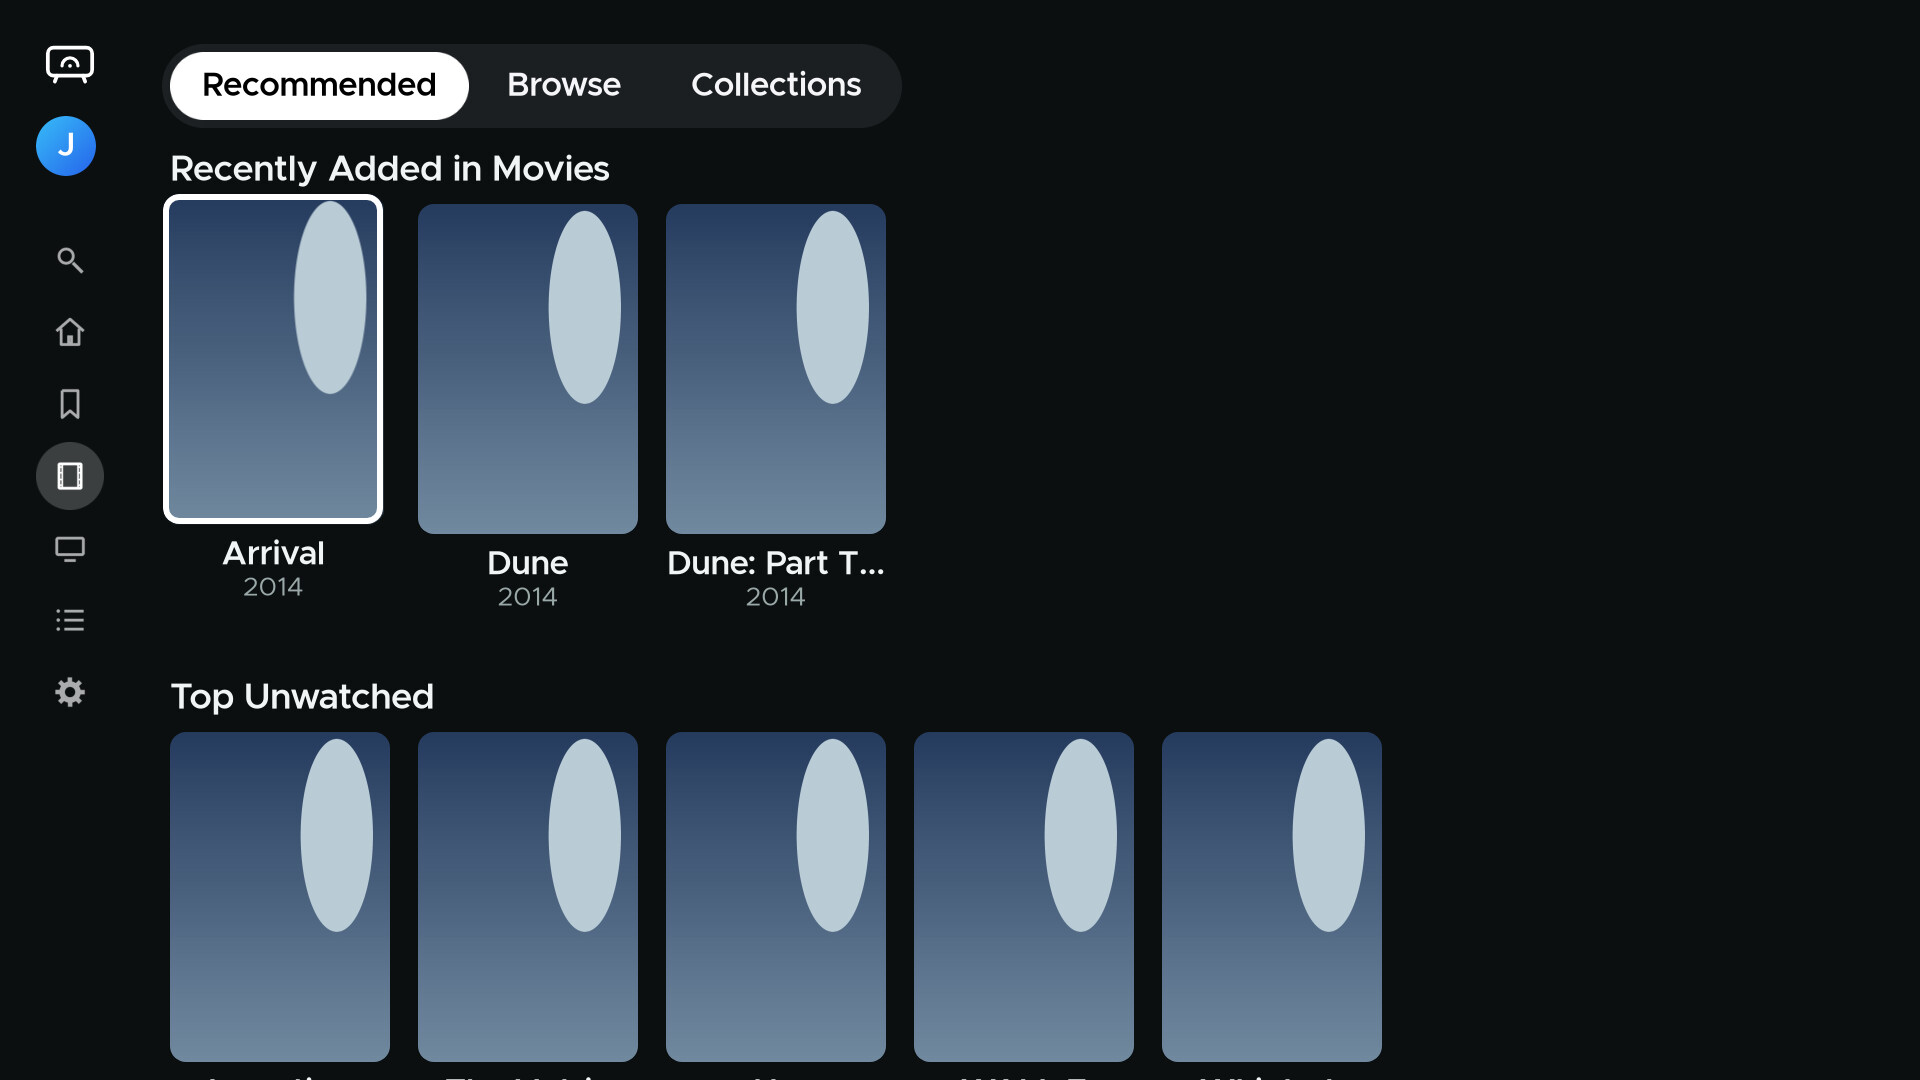 Recommended Browse Collections
J
Recently Added in Movies
Arrival Dune Dune: Part T...
2014 2014 2014
Top Unwatched